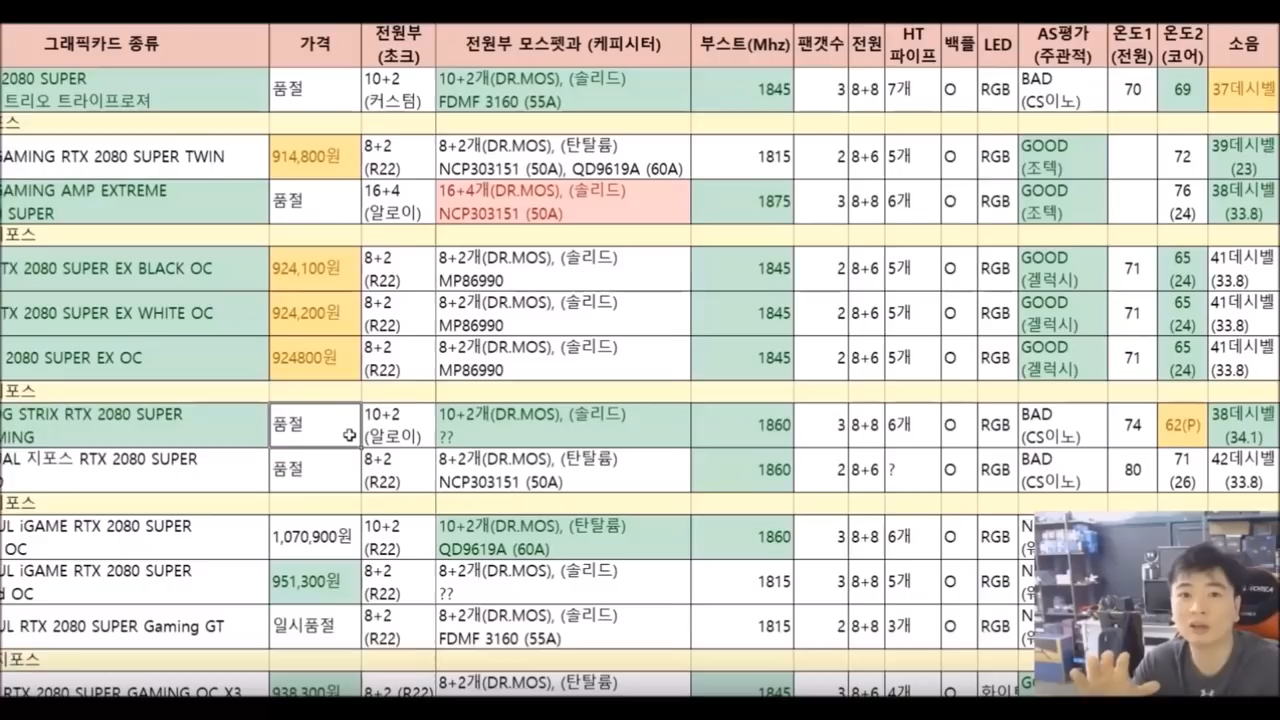 그래픽카드 종류 가격 전원부 (초크) 전원부 모스펫과 (케피시터) 부스트(Mhz) 팬갯수 전원 HT 파이프 백플 LED AS평가 (주관적) 온도1 (전원) 온도2 (코어) 소음
2080 SUPER 트리오 트라이프로져 품절 10+2 (커스텀) 10+2개(DR.MOS), (솔리드) FDMF 3160 (55A) 1845 3 8+8 7개 O RGB BAD (CS이노) 70 69 37데시벨
포스
GAMING RTX 2080 SUPER TWIN 914,800원 8+2 (R22) 8+2개(DR.MOS), (탄탈륨) NCP303151 (50A), QD9619A (60A) 1815 2 8+6 5개 O RGB GOOD (조텍) 72 39데시벨 (23)
GAMING AMP EXTREME SUPER 품절 16+4 (알로이) 16+4개(DR.MOS), (솔리드) NCP303151 (50A) 1875 3 8+8 6개 O RGB GOOD (조텍) 76 (24) 38데시벨 (33.8)
지포스
TX 2080 SUPER EX BLACK OC 924,100원 8+2 (R22) 8+2개(DR.MOS), (솔리드) MP86990 1845 2 8+6 5개 O RGB GOOD (겔럭시) 71 65 (24) 41데시벨 (33.8)
TX 2080 SUPER EX WHITE OC 924,200원 8+2 (R22) 8+2개(DR.MOS), (솔리드) MP86990 1845 2 8+6 5개 O RGB GOOD (겔럭시) 71 65 (24) 41데시벨 (33.8)
2080 SUPER EX OC 924800원 8+2 (R22) 8+2개(DR.MOS), (솔리드) MP86990 1845 2 8+6 5개 O RGB GOOD (겔럭시) 71 65 (24) 41데시벨 (33.8)
지포스
OG STRIX RTX 2080 SUPER MING 품절 10+2 (알로이) 10+2개(DR.MOS), (솔리드) ?? 1860 3 8+8 6개 O RGB BAD (CS이노) 74 62(P) 38데시벨 (34.1)
UAL 지포스 RTX 2080 SUPER 품절 8+2 (R22) 8+2개(DR.MOS), (탄탈륨) NCP303151 (50A) 1860 2 8+6 ? O RGB BAD (CS이노) 80 71 (26) 42데시벨 (33.8)
지포스
UL iGAME RTX 2080 SUPER OC 1,070,900원 10+2 (R22) 10+2개(DR.MOS), (탄탈륨) QD9619A (60A) 1860 3 8+8 6개 O RGB N
UL iGAME RTX 2080 SUPER d OC 951,300원 8+2 (R22) 8+2개(DR.MOS), (솔리드) ?? 1815 3 8+8 5개 O RGB N
UL RTX 2080 SUPER Gaming GT 일시품절 8+2 (R22) 8+2개(DR.MOS), (솔리드) FDMF 3160 (55A) 1815 2 8+8 3개 O RGB N
지포스
RTX 2080 SUPER GAMING OC X3 938,300원 8+2 (R22) 8+2개(DR.MOS), (탄탈륨) 1845 3 8+6 4개 O 화이트